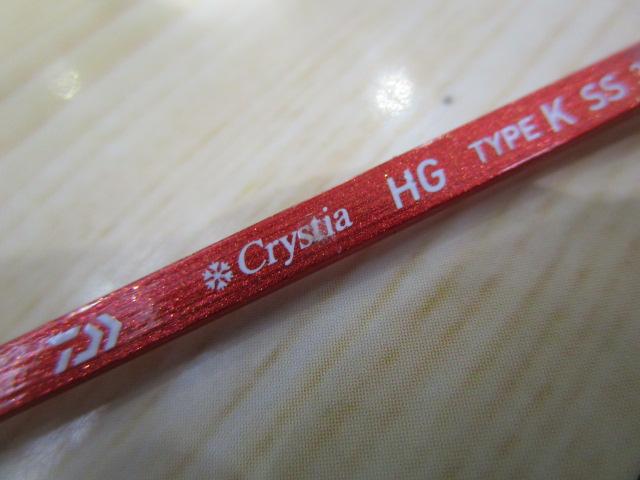 Crystia HG TYPE K SS